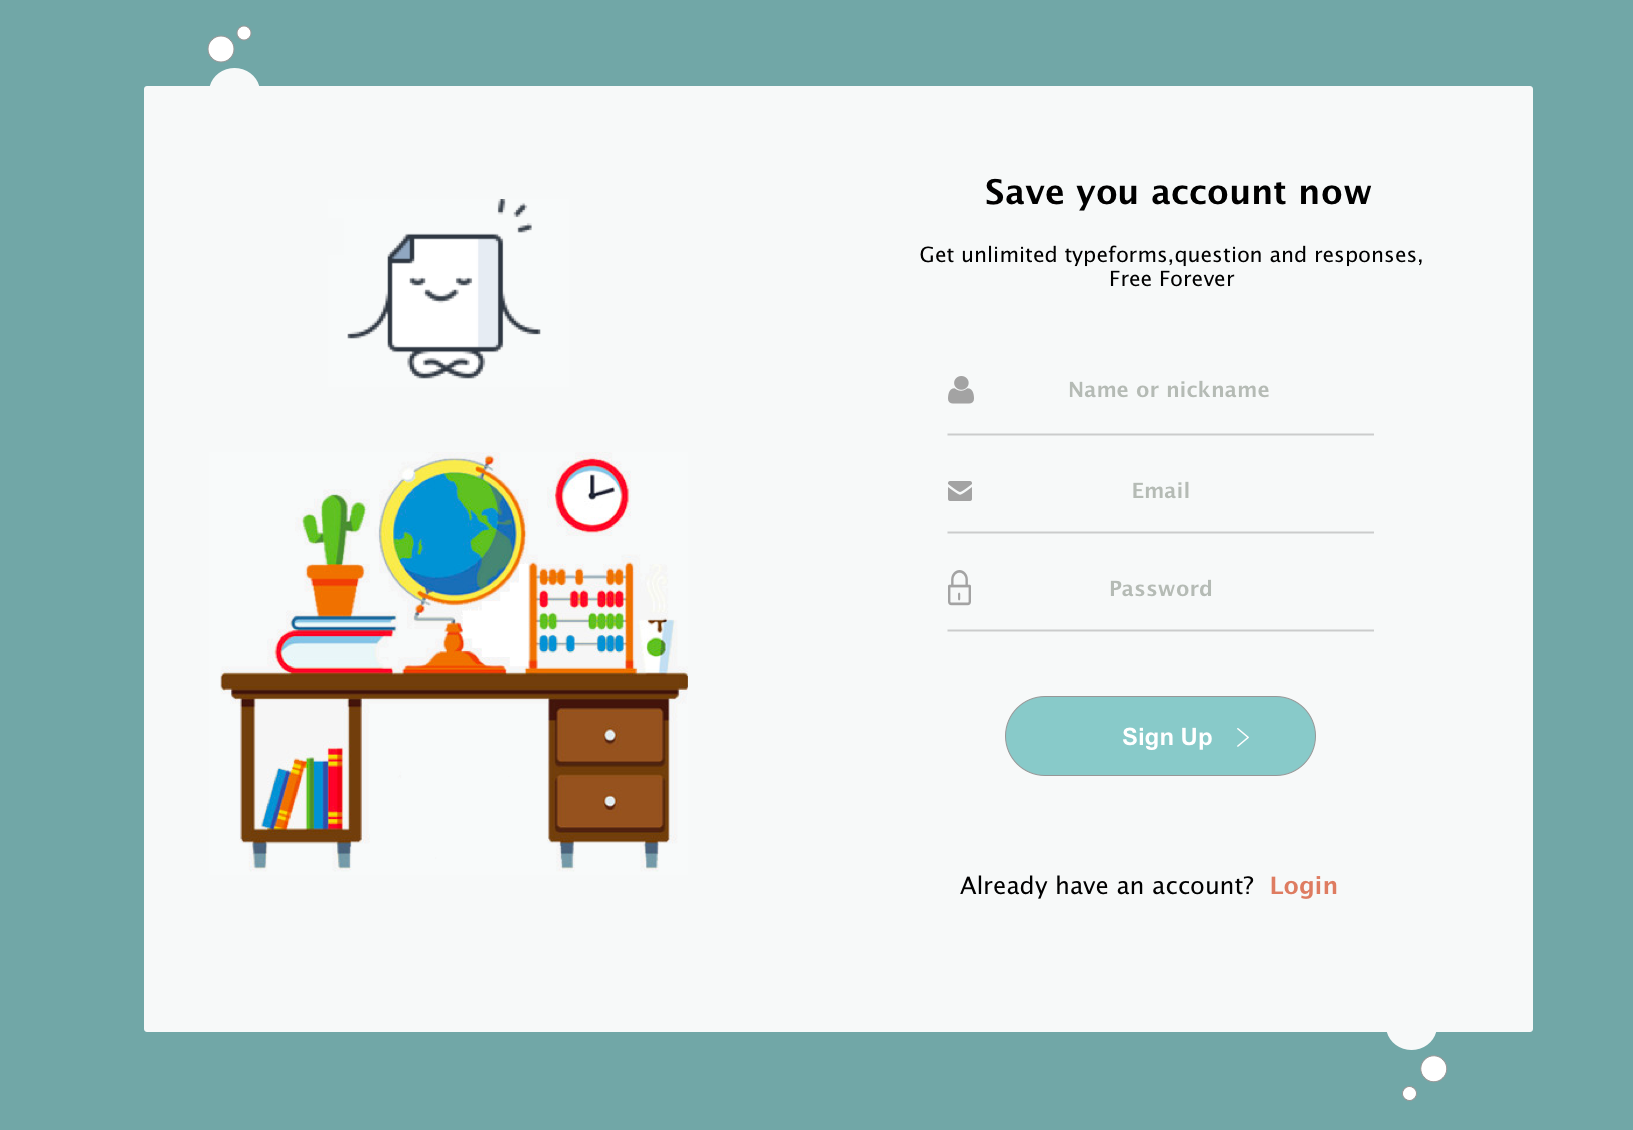 Save you account now
Get unlimited typeforms,question and responses,
Free Forever
Name or nickname
Email
Password
Sign Up
Already have an account? Login